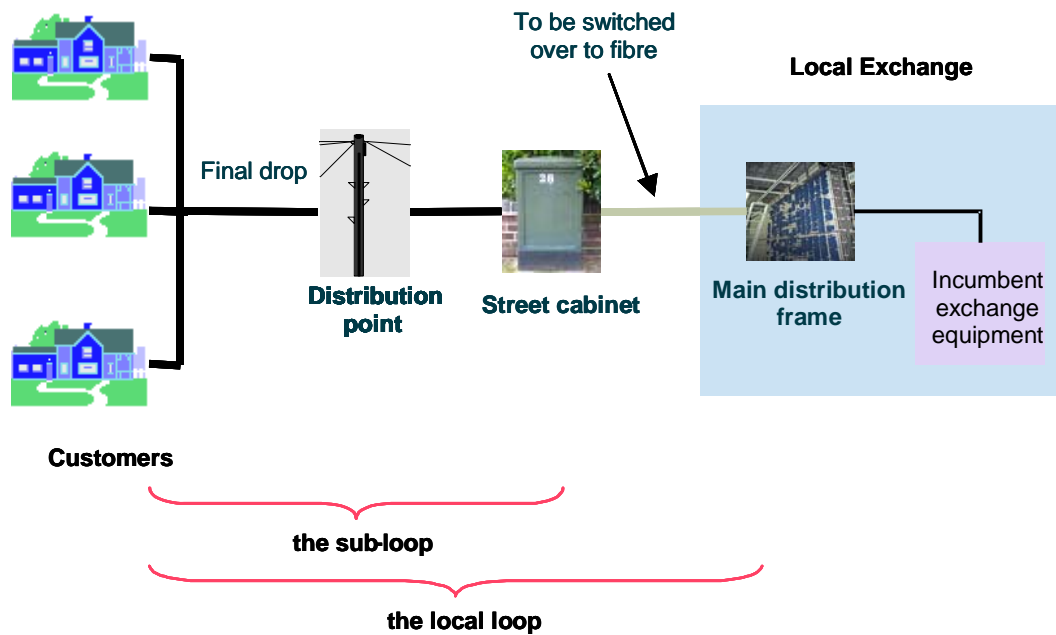 To be switched
over to fibre
Local Exchange
Final drop
38
Distribution
point
Street cabinet
Main distribution
frame
Incumbent
exchange
equipment
Customers
the sub-loop
the local loop